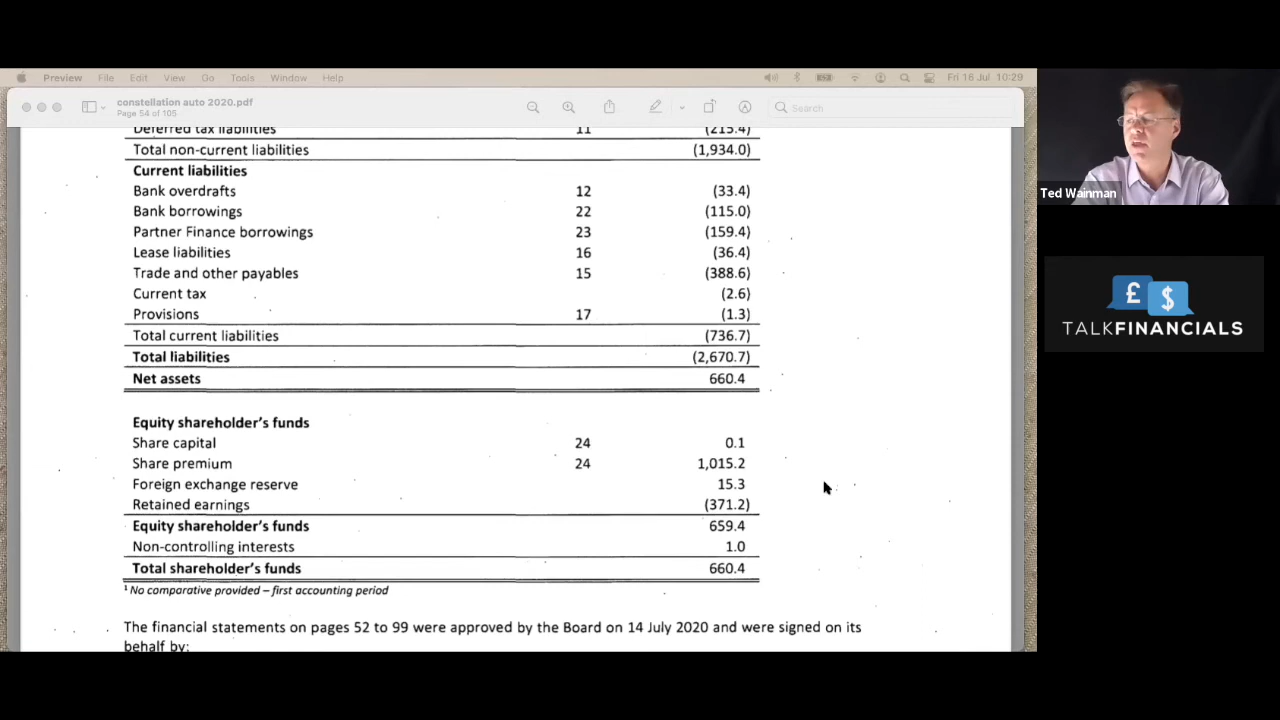 Preview File Edit View Go Tools Window Help Fri 16 Jul 10:29
constellation auto 2020.pdf
Page 54 of 105
Search
Deferred tax liabilities 11 (215.4)
Total non-current liabilities (1,934.0)
Current liabilities
Bank overdrafts 12 (33.4)
Bank borrowings 22 (115.0)
Partner Finance borrowings 23 (159.4)
Lease liabilities 16 (36.4)
Trade and other payables 15 (388.6)
Current tax (2.6)
Provisions 17 (1.3)
Total current liabilities (736.7)
Total liabilities (2,670.7)
Net assets 660.4
Equity shareholder's funds
Share capital 24 0.1
Share premium 24 1,015.2
Foreign exchange reserve 15.3
Retained earnings (371.2)
Equity shareholder's funds 659.4
Non-controlling interests 1.0
Total shareholder's funds 660.4
¹ No comparative provided – first accounting period
The financial statements on pages 52 to 99 were approved by the Board on 14 July 2020 and were signed on its
behalf by:
Ted Wainman
£ $
TALKFINANCIALS